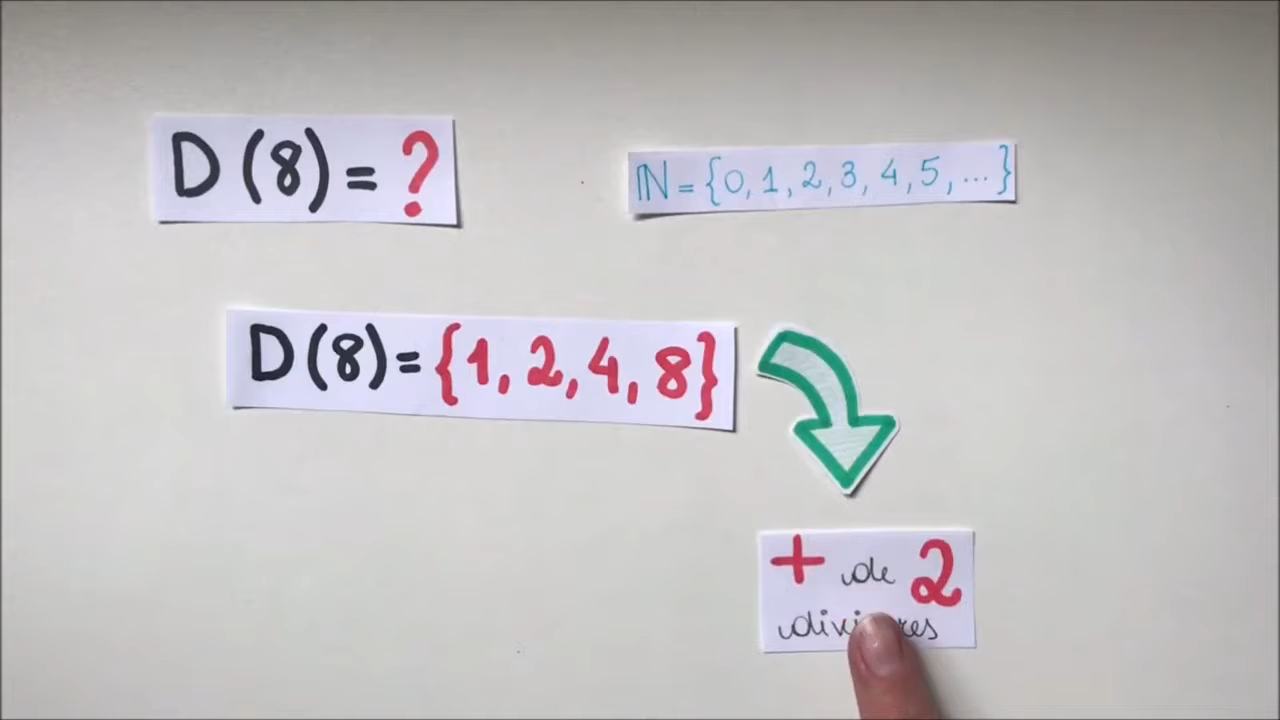 D (8) = ?
ℕ = {0, 1, 2, 3, 4, 5, ...}
D (8) = {1, 2, 4, 8}
+ de 2